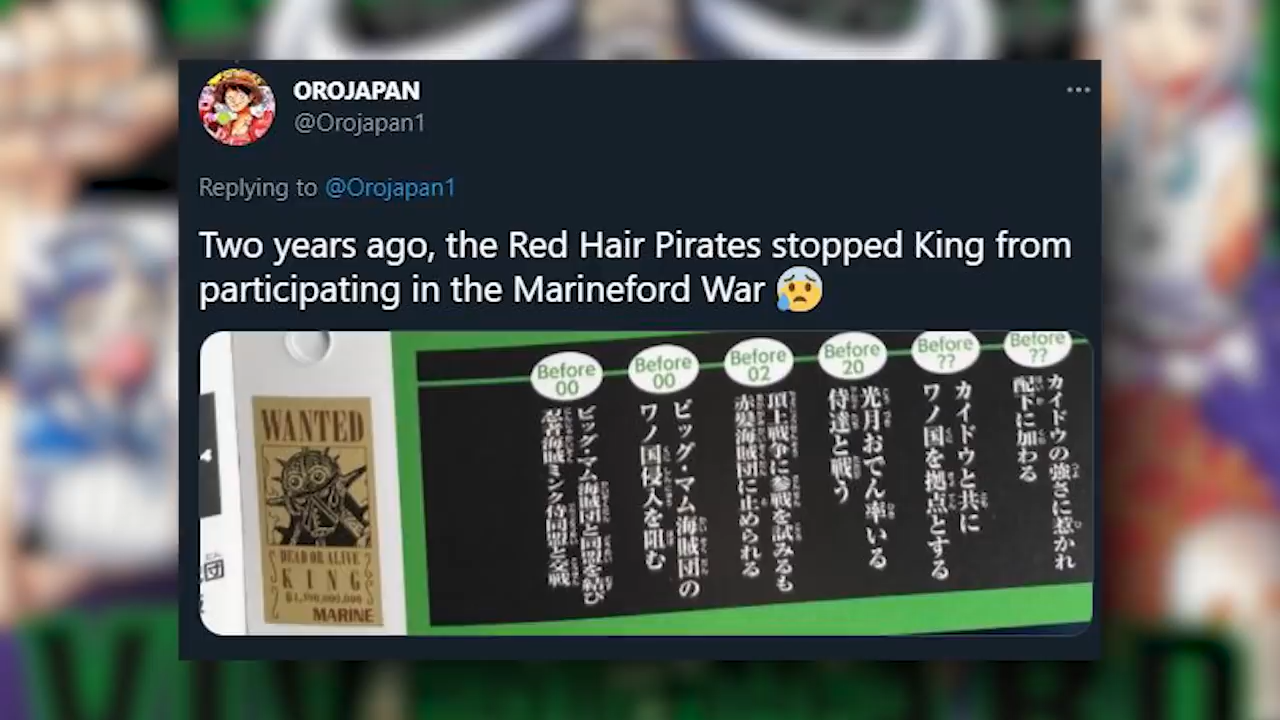 OROJAPAN
@Orojapan1
Replying to @Orojapan1
Two years ago, the Red Hair Pirates stopped King from
participating in the Marineford War 😰
Before
??
カイドウの強さに惹かれ
配下に加わる
Before
??
カイドウと共に
ワノ国を拠点とする
Before
20
光月おでん率いる
侍達と戦う
Before
02
頂上戦争に参戦を試みるも
赤髪海賊団に止められる
Before
00
ビッグ・マム海賊団の
ワノ国侵入を阻む
Before
00
ビッグ・マム海賊団と同盟を結び
忍者海賊ミンク侍同盟と交戦
WANTED
DEAD OR ALIVE
KING
1,390,000,000
MARINE
団